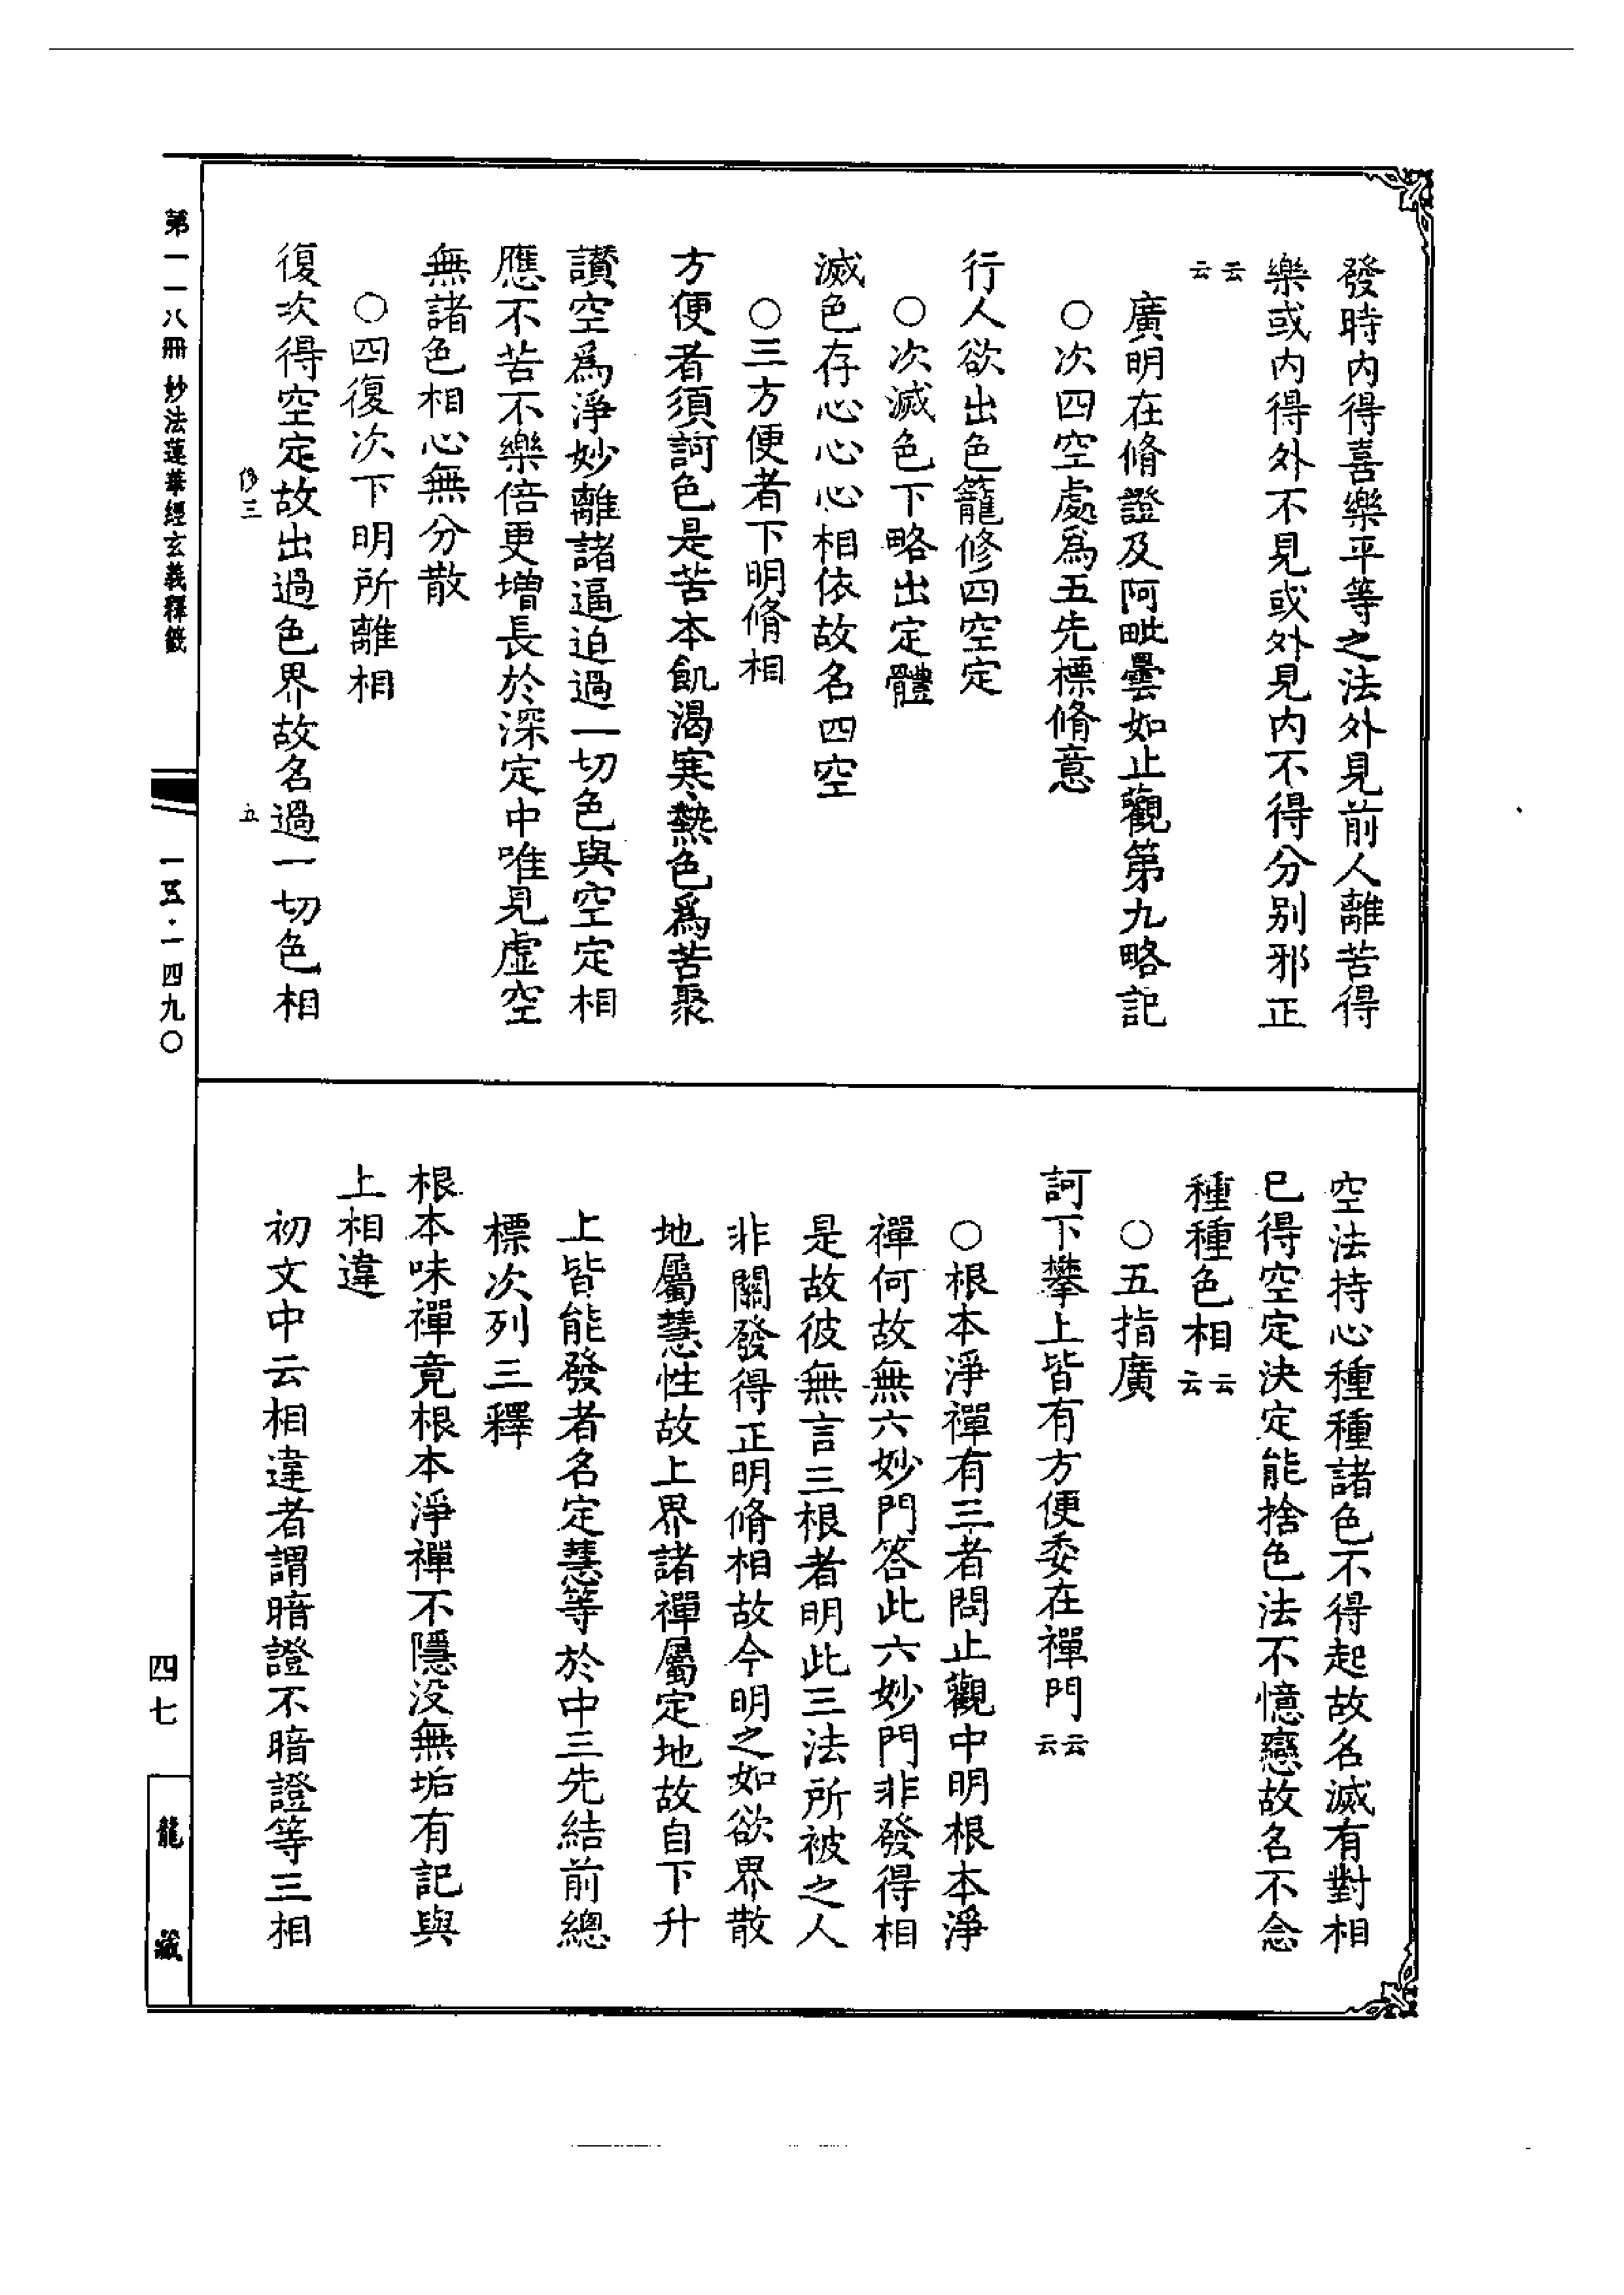 發時内得喜樂平等之法外見前人離苦得
樂或内得外不見或外見内不得分別邪正
云云
廣明在脩證及阿毗曇如止觀第九略記
○次四空處爲五先標脩意
行人欲出色籠修四空定
○次滅色下略出定體
滅色存心心心相依故名四空
○三方便者下明脩相
方便者須訶色是苦本飢渴寒熱色爲苦聚
讚空爲淨妙離諸逼迫過一切色與空定相
應不苦不樂倍更增長於深定中唯見虛空
無諸色相心無分散
○四復次下明所離相
復次得空定故出過色界故名過一切色相
修三
五
空法持心種種諸色不得起故名滅有對相
已得空定決定能捨色法不憶戀故名不念
種種色相云云
○五指廣
訶下攀上皆有方便委在禪門云云
○根本淨禪有三者問止觀中明根本淨
禪何故無六妙門答此六妙門非發得相
是故彼無言三根者明此三法所被之人
非關發得正明脩相故今明之如欲界散
地屬慧性故上界諸禪屬定地故自下升
上皆能發者名定慧等於中三先結前總
標次列三釋
根本味禪竟根本淨禪不隱没無垢有記與
上相違
初文中云相違者謂暗證不暗證等三相
第一一八冊 妙法蓮華經玄義釋籤
一五·一四九〇
四七
龍藏